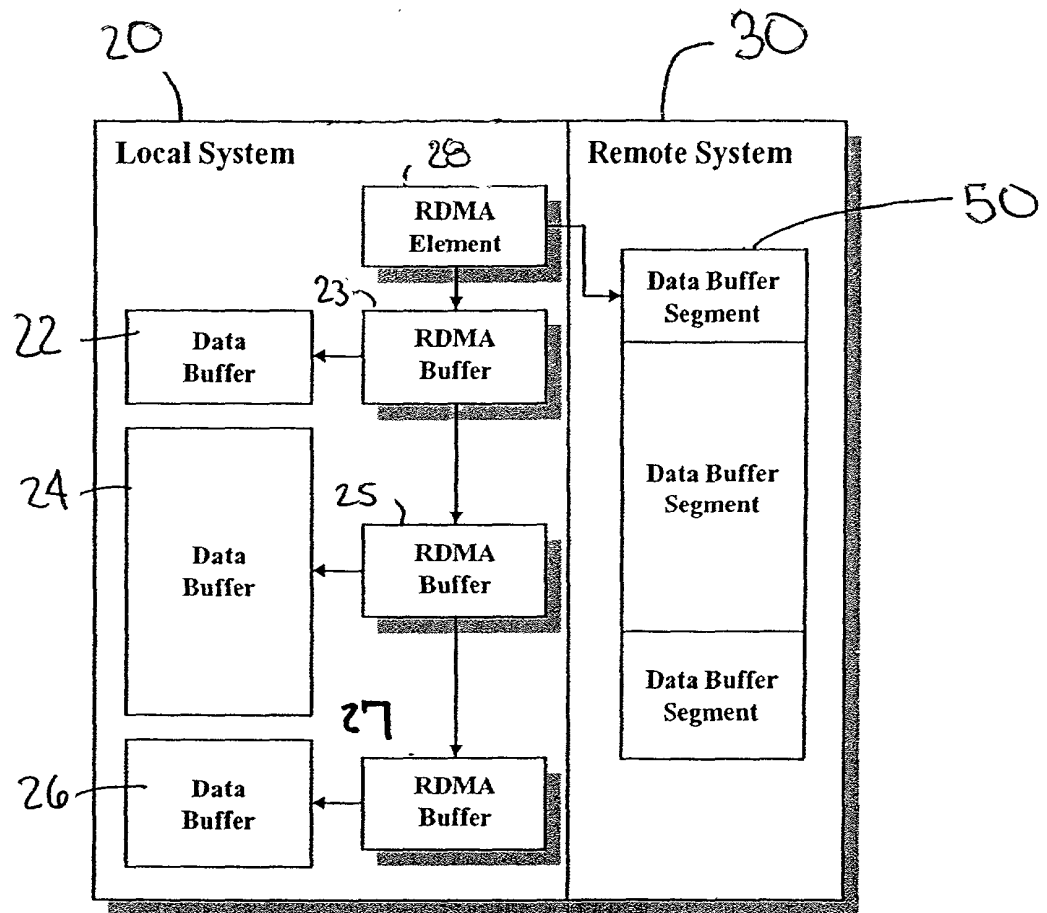 20
30
Local System
Remote System
28
RDMA
Element
50
Data Buffer
Segment
23
RDMA
Buffer
22
Data
Buffer
24
Data
Buffer
25
RDMA
Buffer
Data Buffer
Segment
27
RDMA
Buffer
26
Data
Buffer
Data Buffer
Segment